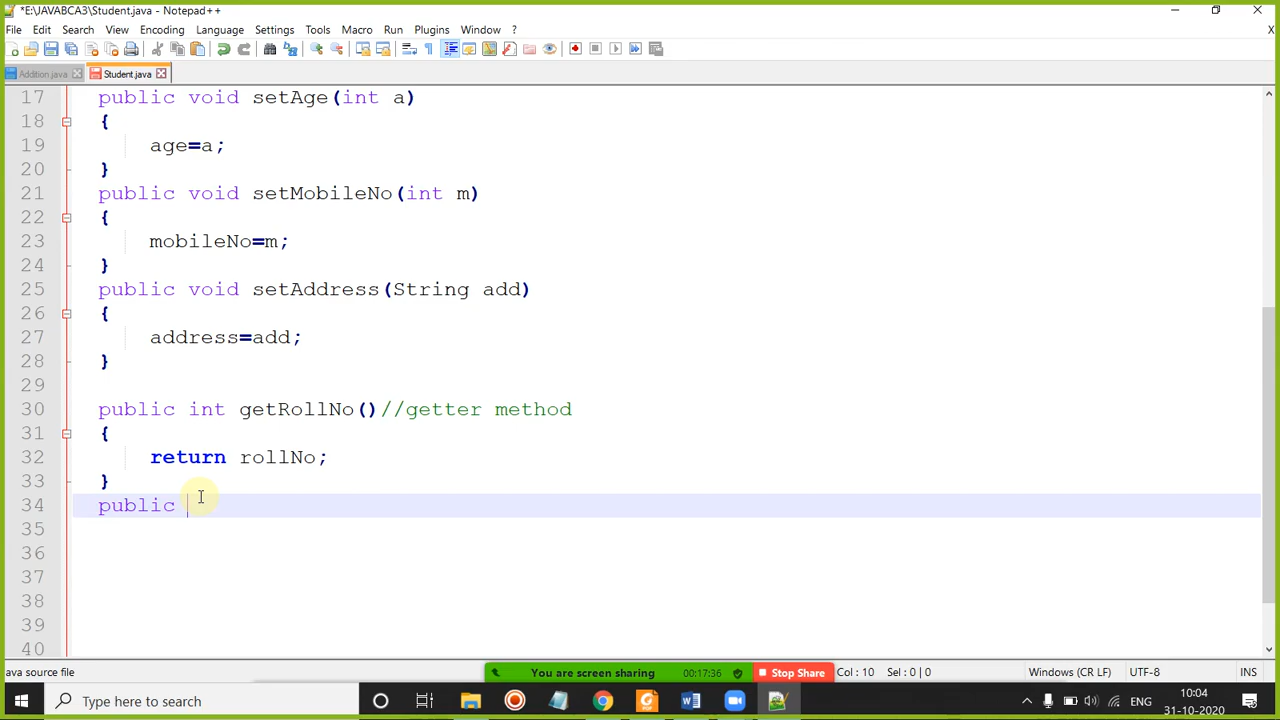 *E:\JAVABCA3\Student.java - Notepad++
File Edit Search View Encoding Language Settings Tools Macro Run Plugins Window ? X
Addition.java Student.java
17 public void setAge(int a)
18 {
19 age=a;
20 }
21 public void setMobileNo(int m)
22 {
23 mobileNo=m;
24 }
25 public void setAddress(String add)
26 {
27 address=add;
28 }
29
30 public int getRollNo()//getter method
31 {
32 return rollNo;
33 }
34 public
35
36
37
38
39
40
ava source file You are screen sharing 00:17:36 Stop Share Col : 10 Sel : 0 | 0 Windows (CR LF) UTF-8 INS
Type here to search ENG 10:04
31-10-2020